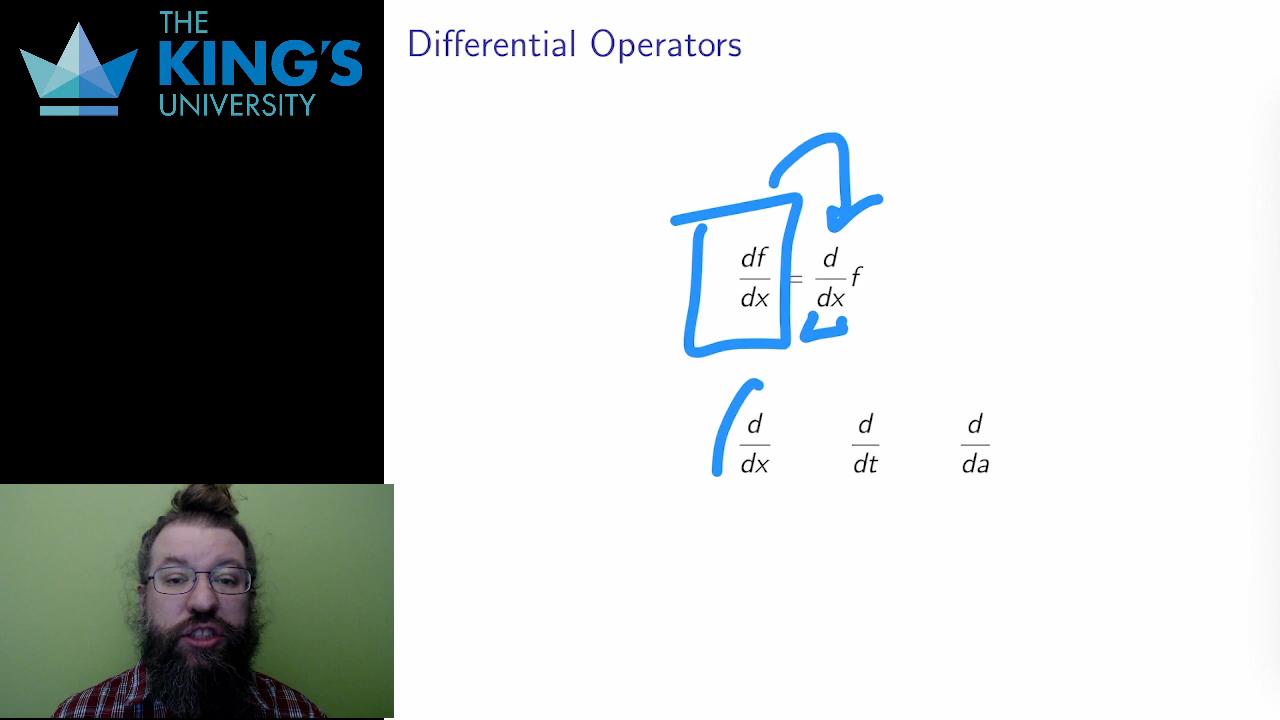 THE
KING'S
UNIVERSITY
Differential Operators
df/dx = d/dx f
d/dx d/dt d/da